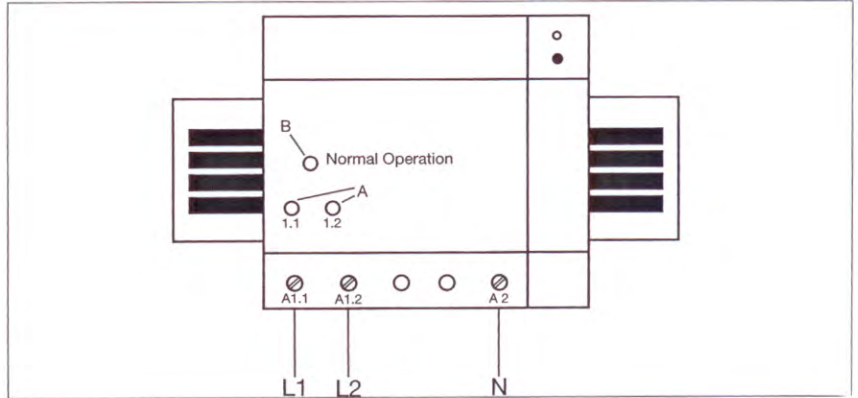 B
Normal Operation
A
1.1 1.2
A1.1 A1.2 A 2
L1 L2 N